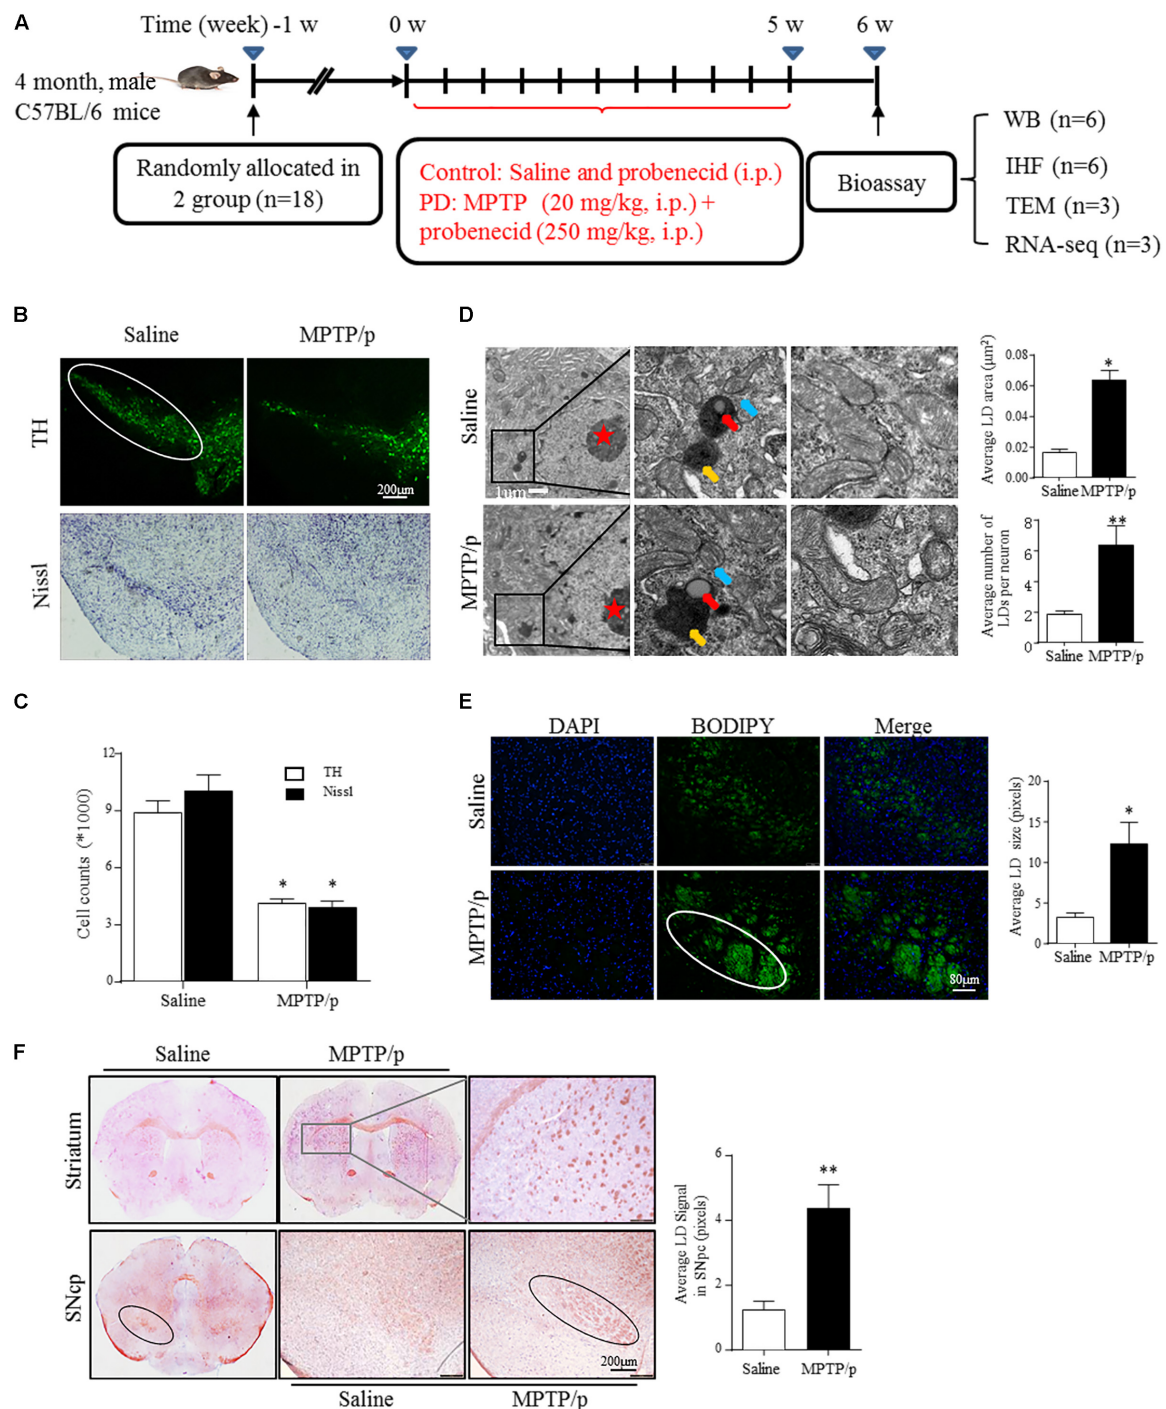 A
Time (week) -1 w
0 w
5 w
6 w
4 month, male
C57BL/6 mice
Randomly allocated in
2 group (n=18)
Control: Saline and probenecid (i.p.)
PD: MPTP (20 mg/kg, i.p.) +
probenecid (250 mg/kg, i.p.)
Bioassay
WB (n=6)
IHF (n=6)
TEM (n=3)
RNA-seq (n=3)
B
Saline
MPTP/p
TH
200μm
Nissl
D
Saline
1um
MPTP/p
Average LD area (μm²)
0.08
0.06
0.04
0.02
0.00
*
Saline
MPTP/p
Average number of
LDs per neuron
8
6
4
2
0
**
Saline
MPTP/p
C
Cell counts (*1000)
12
9
6
3
0
TH
Nissl
*
*
Saline
MPTP/p
E
DAPI
BODIPY
Merge
Saline
MPTP/p
80μm
Average LD size (pixels)
20
15
10
5
0
*
Saline
MPTP/p
F
Saline
MPTP/p
Striatum
SNcp
200μm
Saline
MPTP/p
Average LD Signal
in SNpc (pixels)
6
4
2
0
**
Saline
MPTP/p